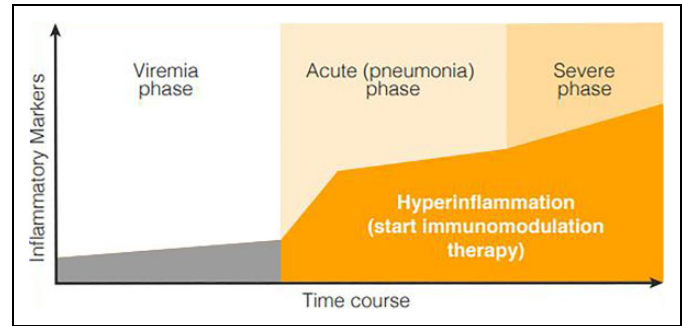 Viremia
phase
Acute (pneumonia)
phase
Severe
phase
Inflammatory Markers
Hyperinflammation
(start immunomodulation
therapy)
Time course